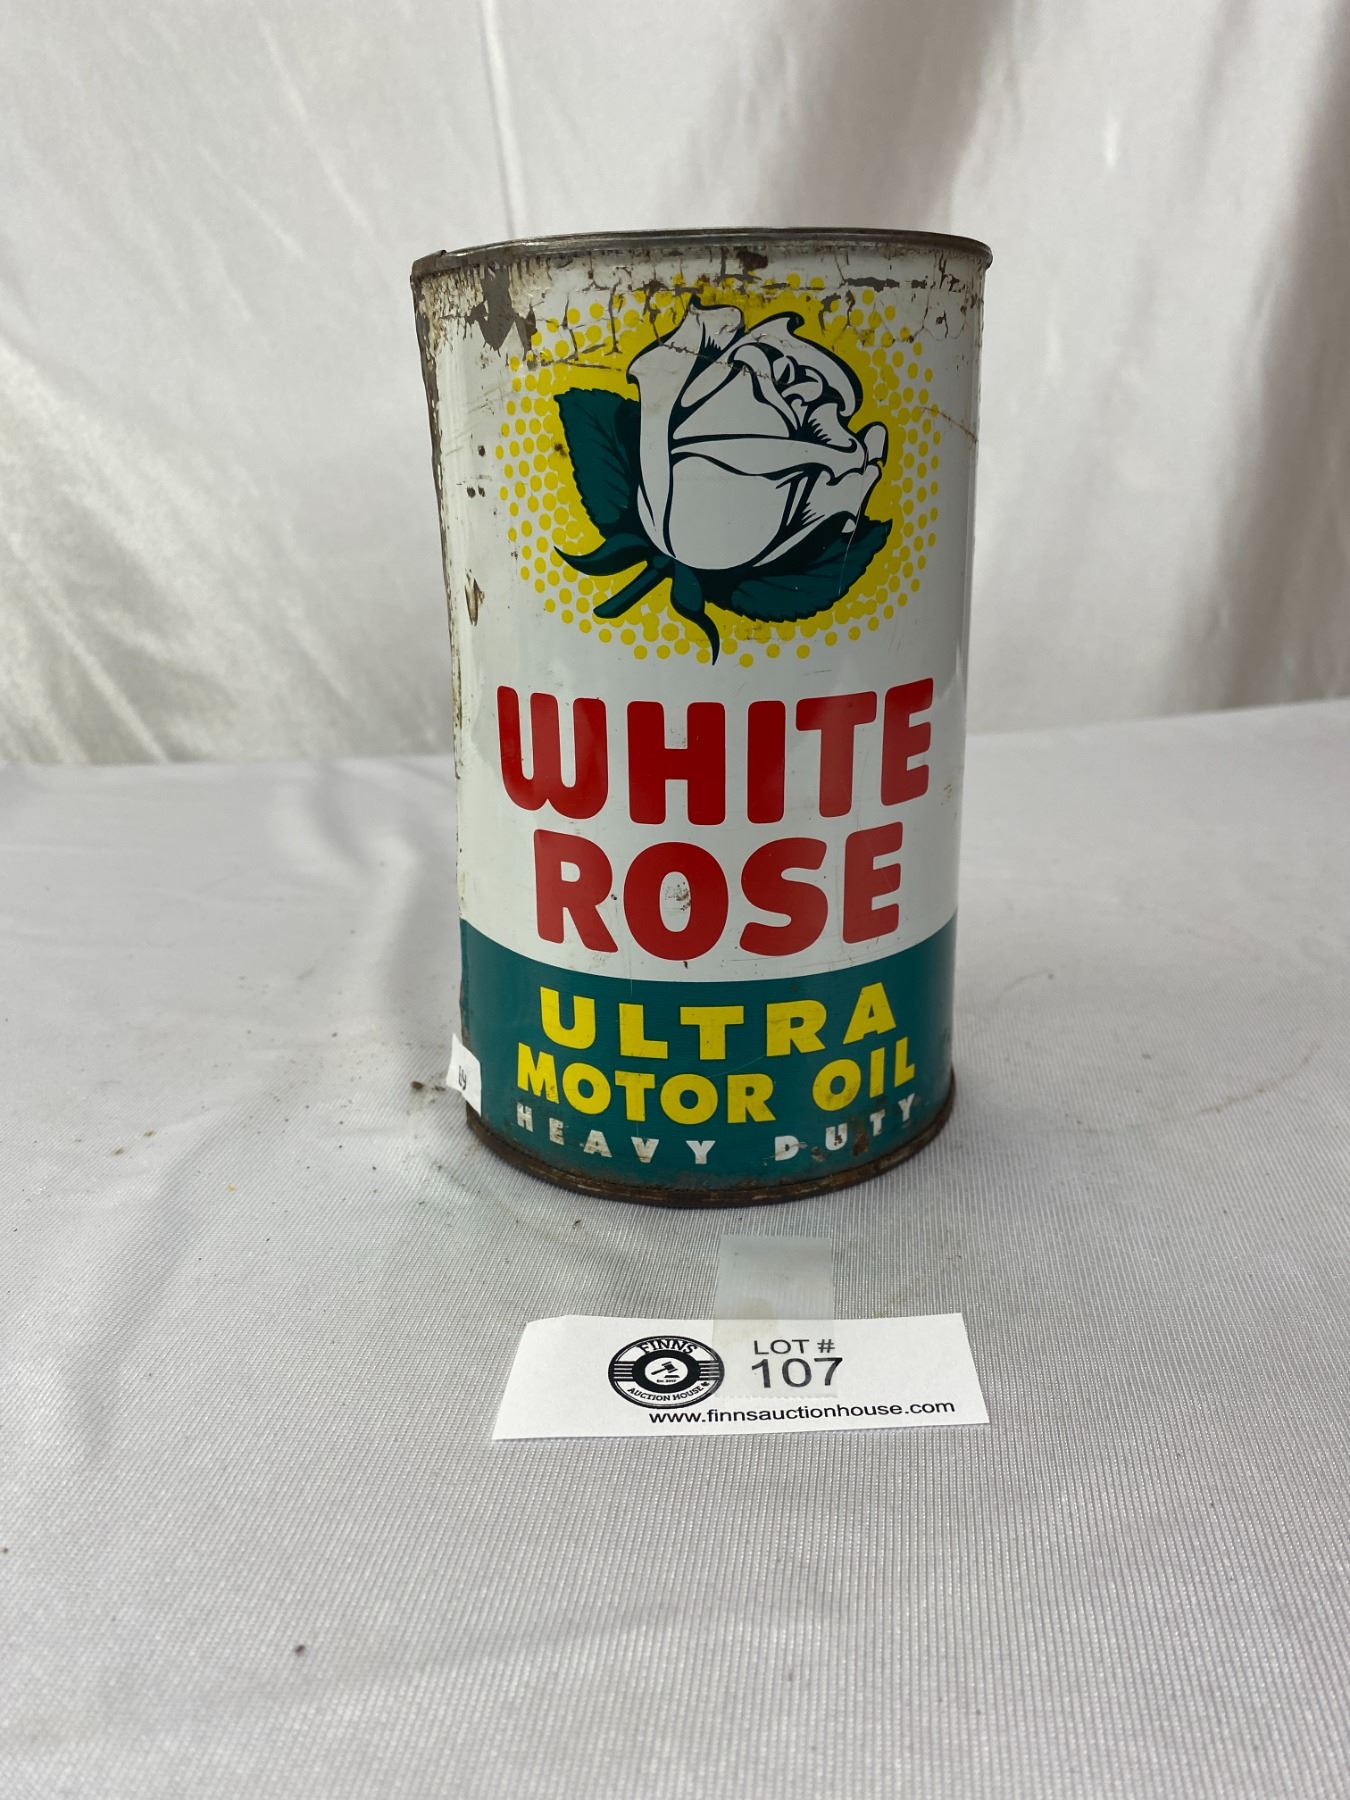 WHITE
ROSE
ULTRA
MOTOR OIL
HEAVY DUTY
FINNS
AUCTION HOUSE
LOT #
107
www.finnsauctionhouse.com